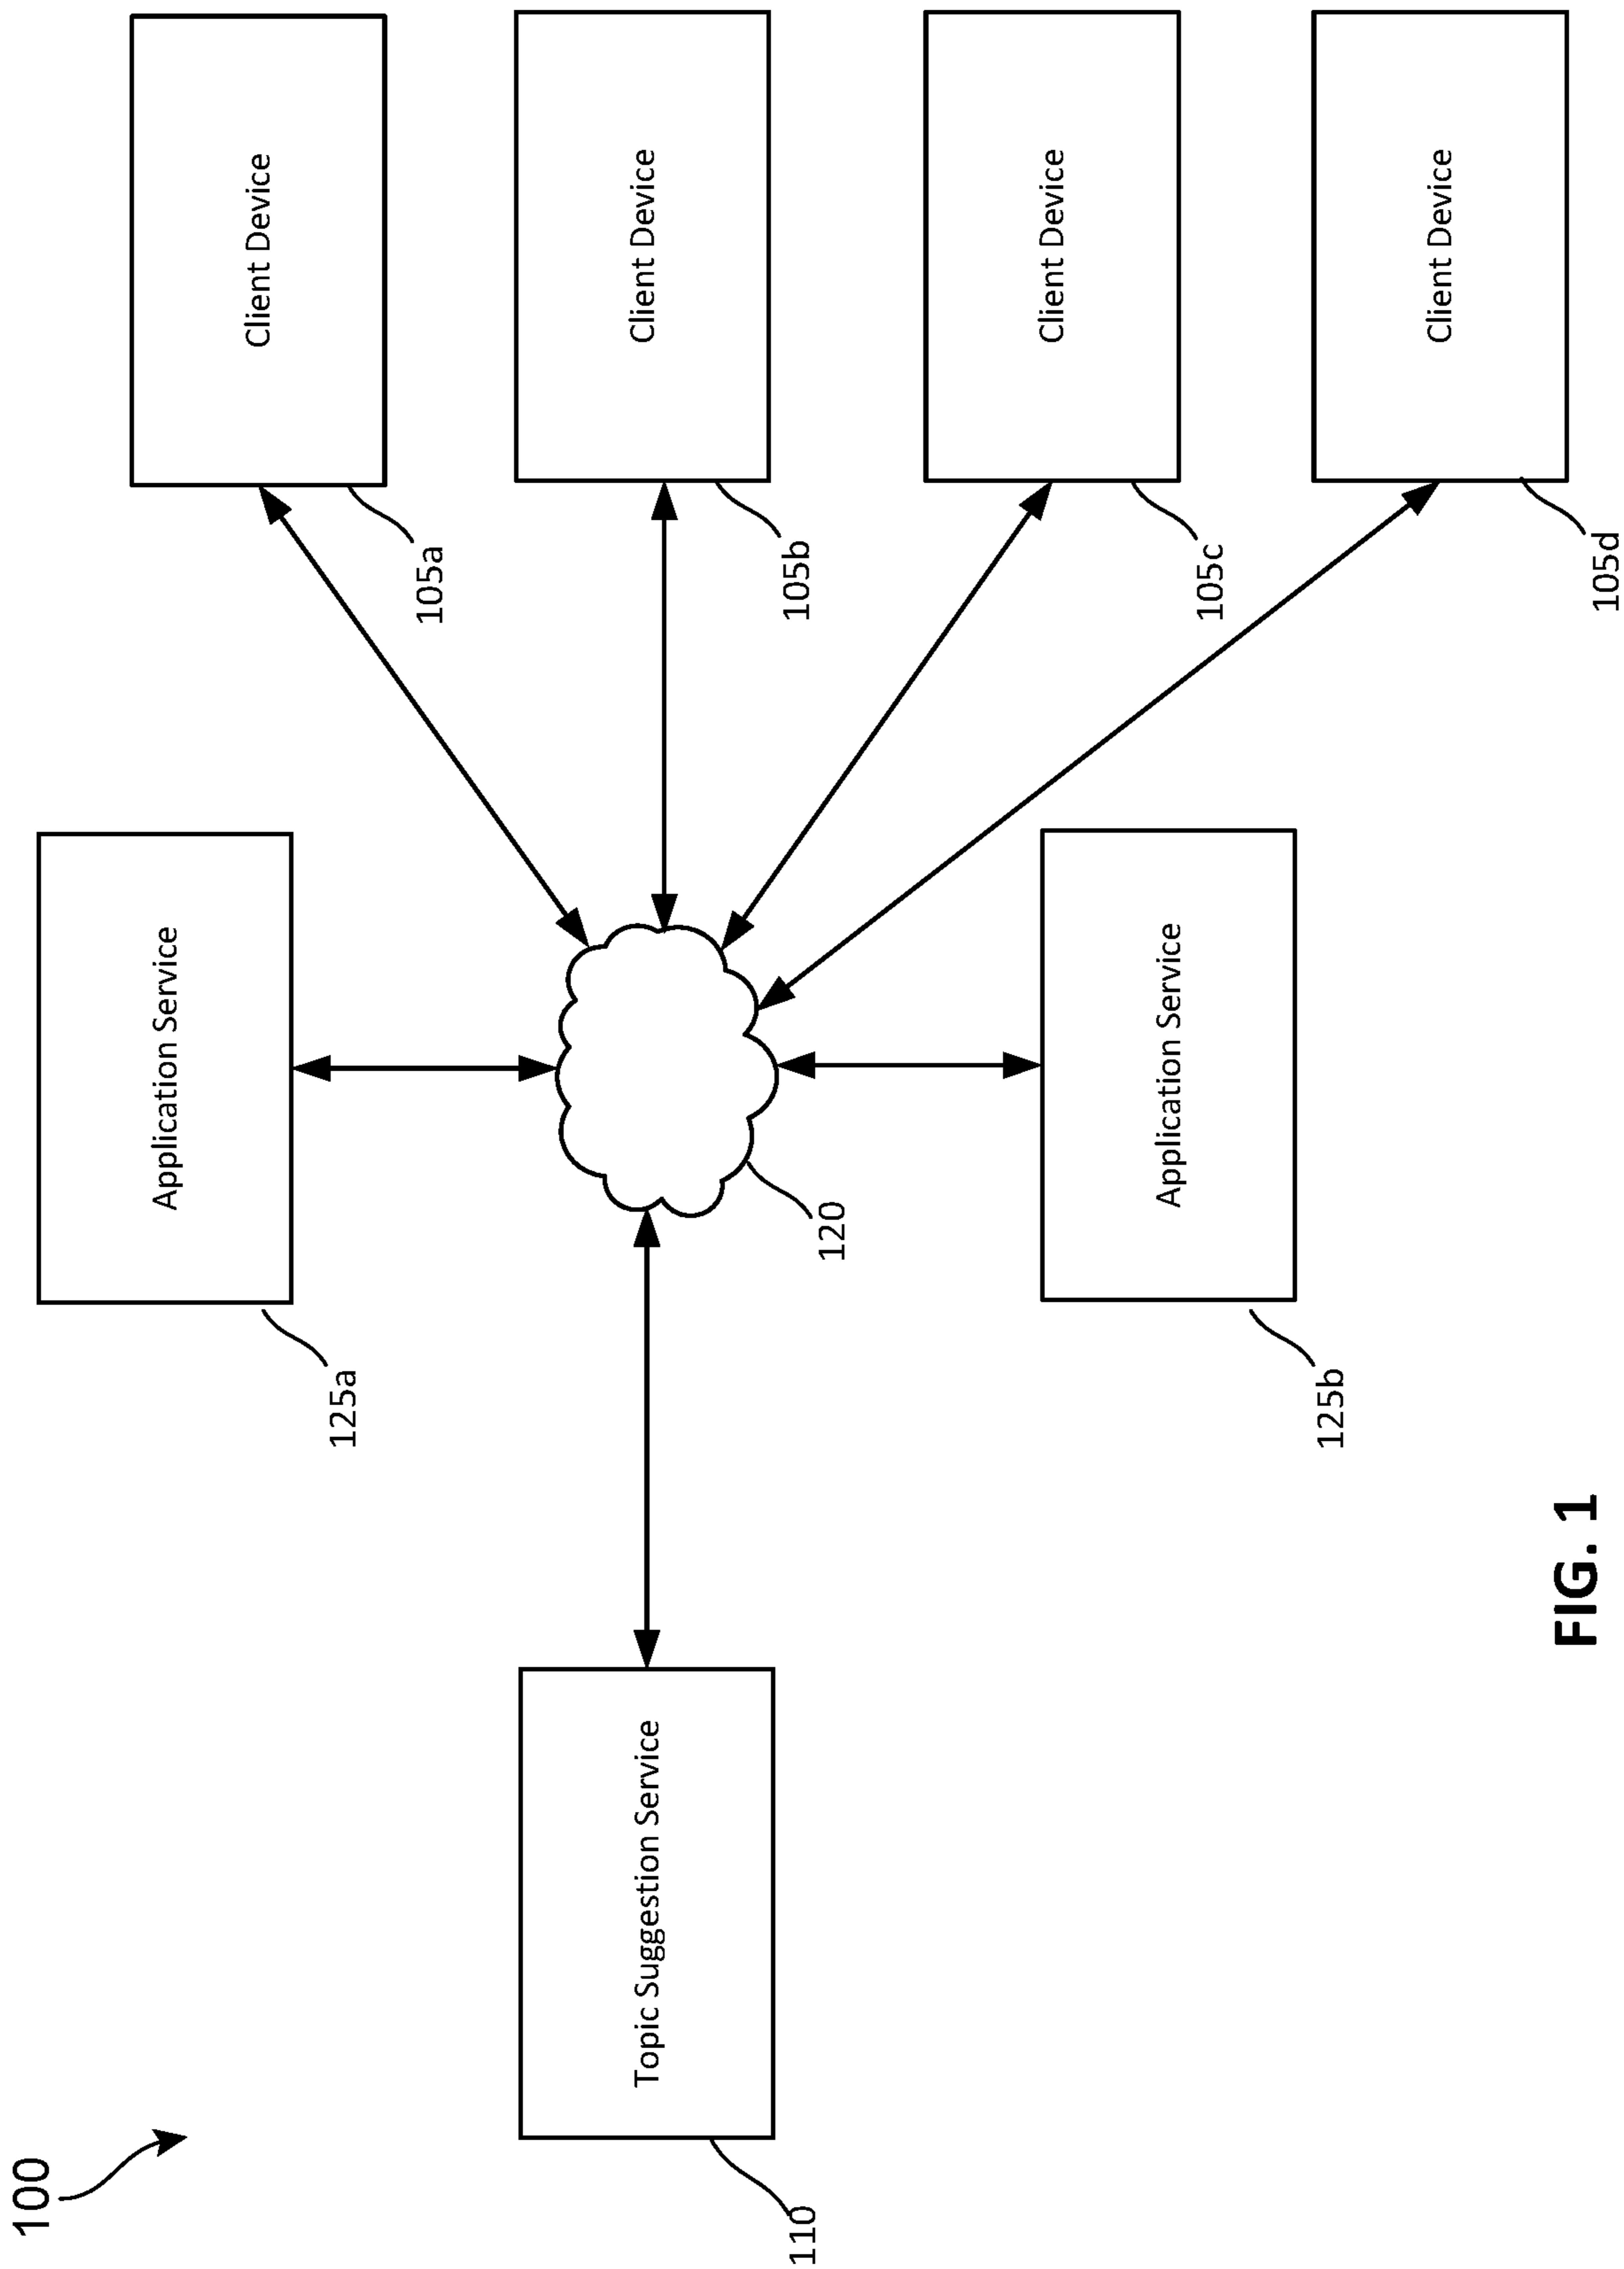 100
Client Device
105a
Application Service
125a
Client Device
105b
Topic Suggestion Service
110
120
Client Device
105c
Application Service
125b
Client Device
105d
FIG. 1